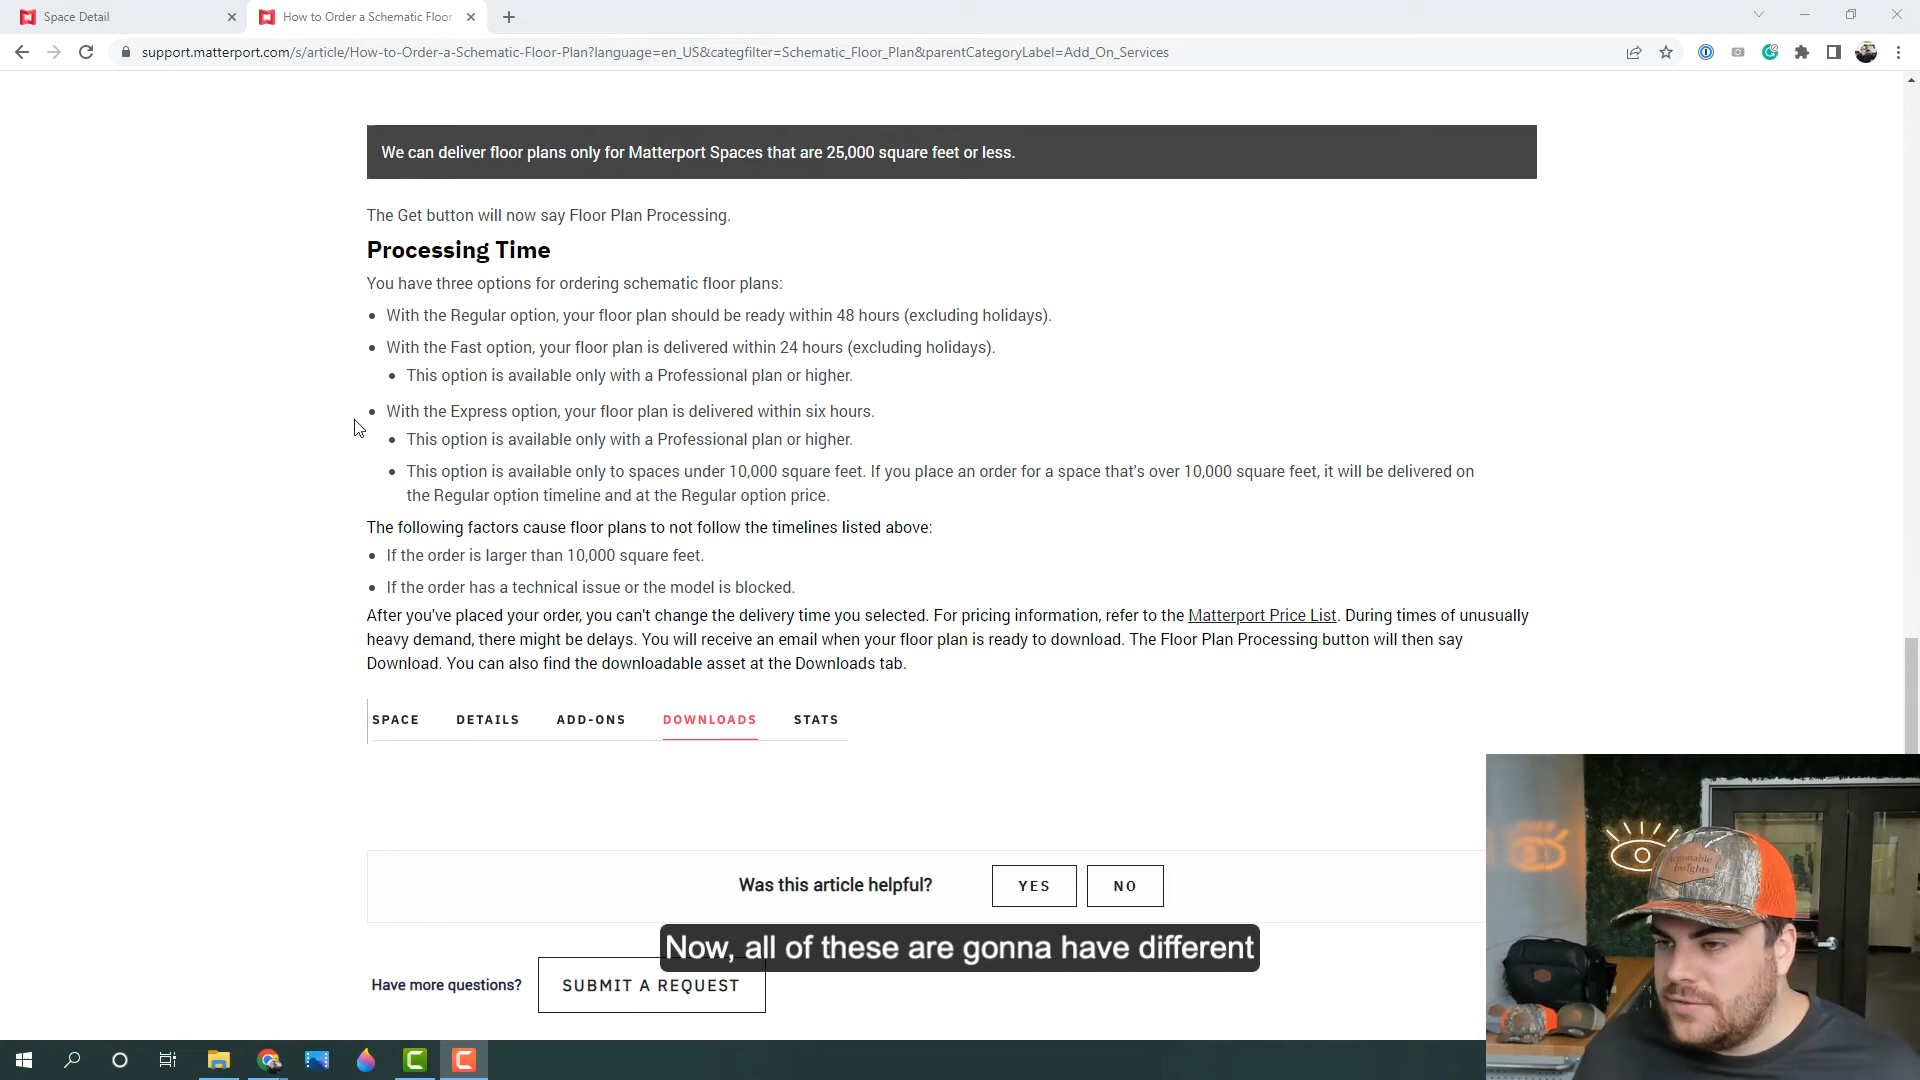 Space Detail
How to Order a Schematic Floor
support.matterport.com/s/article/How-to-Order-a-Schematic-Floor-Plan?language=en_US&categfilter=Schematic_Floor_Plan&parentCategoryLabel=Add_On_Services
We can deliver floor plans only for Matterport Spaces that are 25,000 square feet or less.
The Get button will now say Floor Plan Processing.
Processing Time
You have three options for ordering schematic floor plans:
• With the Regular option, your floor plan should be ready within 48 hours (excluding holidays).
• With the Fast option, your floor plan is delivered within 24 hours (excluding holidays).
• This option is available only with a Professional plan or higher.
• With the Express option, your floor plan is delivered within six hours.
• This option is available only with a Professional plan or higher.
• This option is available only to spaces under 10,000 square feet. If you place an order for a space that's over 10,000 square feet, it will be delivered on
the Regular option timeline and at the Regular option price.
The following factors cause floor plans to not follow the timelines listed above:
• If the order is larger than 10,000 square feet.
• If the order has a technical issue or the model is blocked.
After you've placed your order, you can't change the delivery time you selected. For pricing information, refer to the Matterport Price List. During times of unusually
heavy demand, there might be delays. You will receive an email when your floor plan is ready to download. The Floor Plan Processing button will then say
Download. You can also find the downloadable asset at the Downloads tab.
SPACE DETAILS ADD-ONS DOWNLOADS STATS
Was this article helpful? YES NO
Now, all of these are gonna have different
Have more questions? SUBMIT A REQUEST
Actionable
Insights